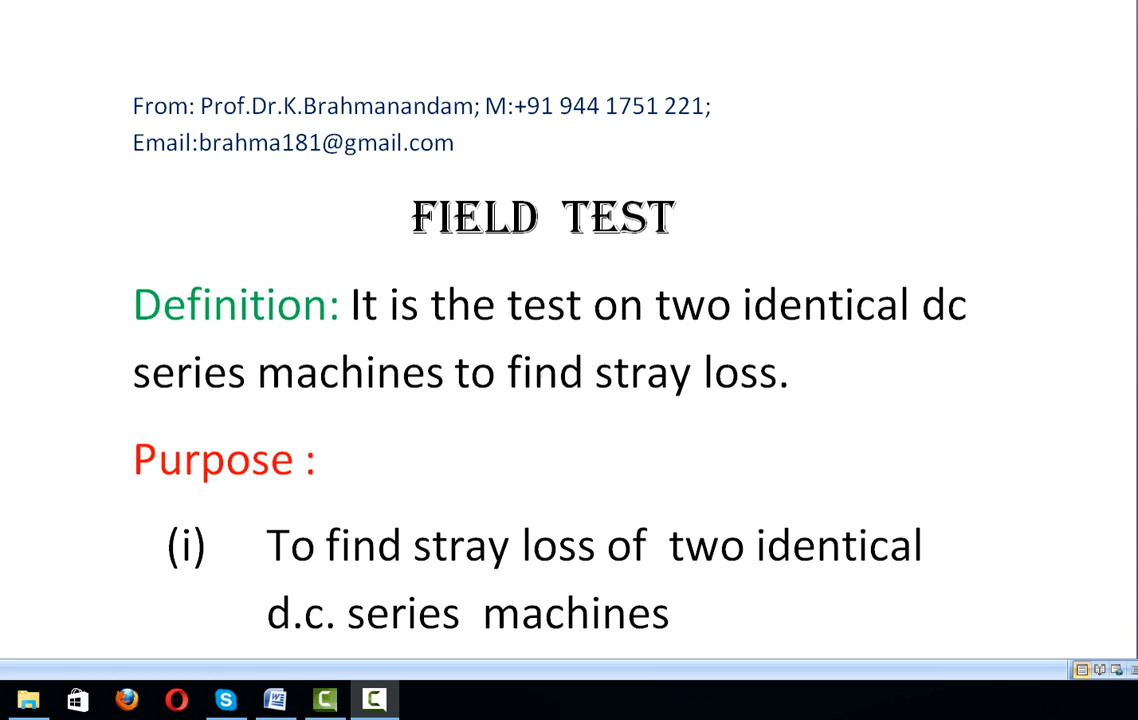 From: Prof.Dr.K.Brahmanandam; M:+91 944 1751 221;
Email:brahma181@gmail.com
FIELD TEST
Definition: It is the test on two identical dc
series machines to find stray loss.
Purpose :
(i) To find stray loss of two identical
d.c. series machines